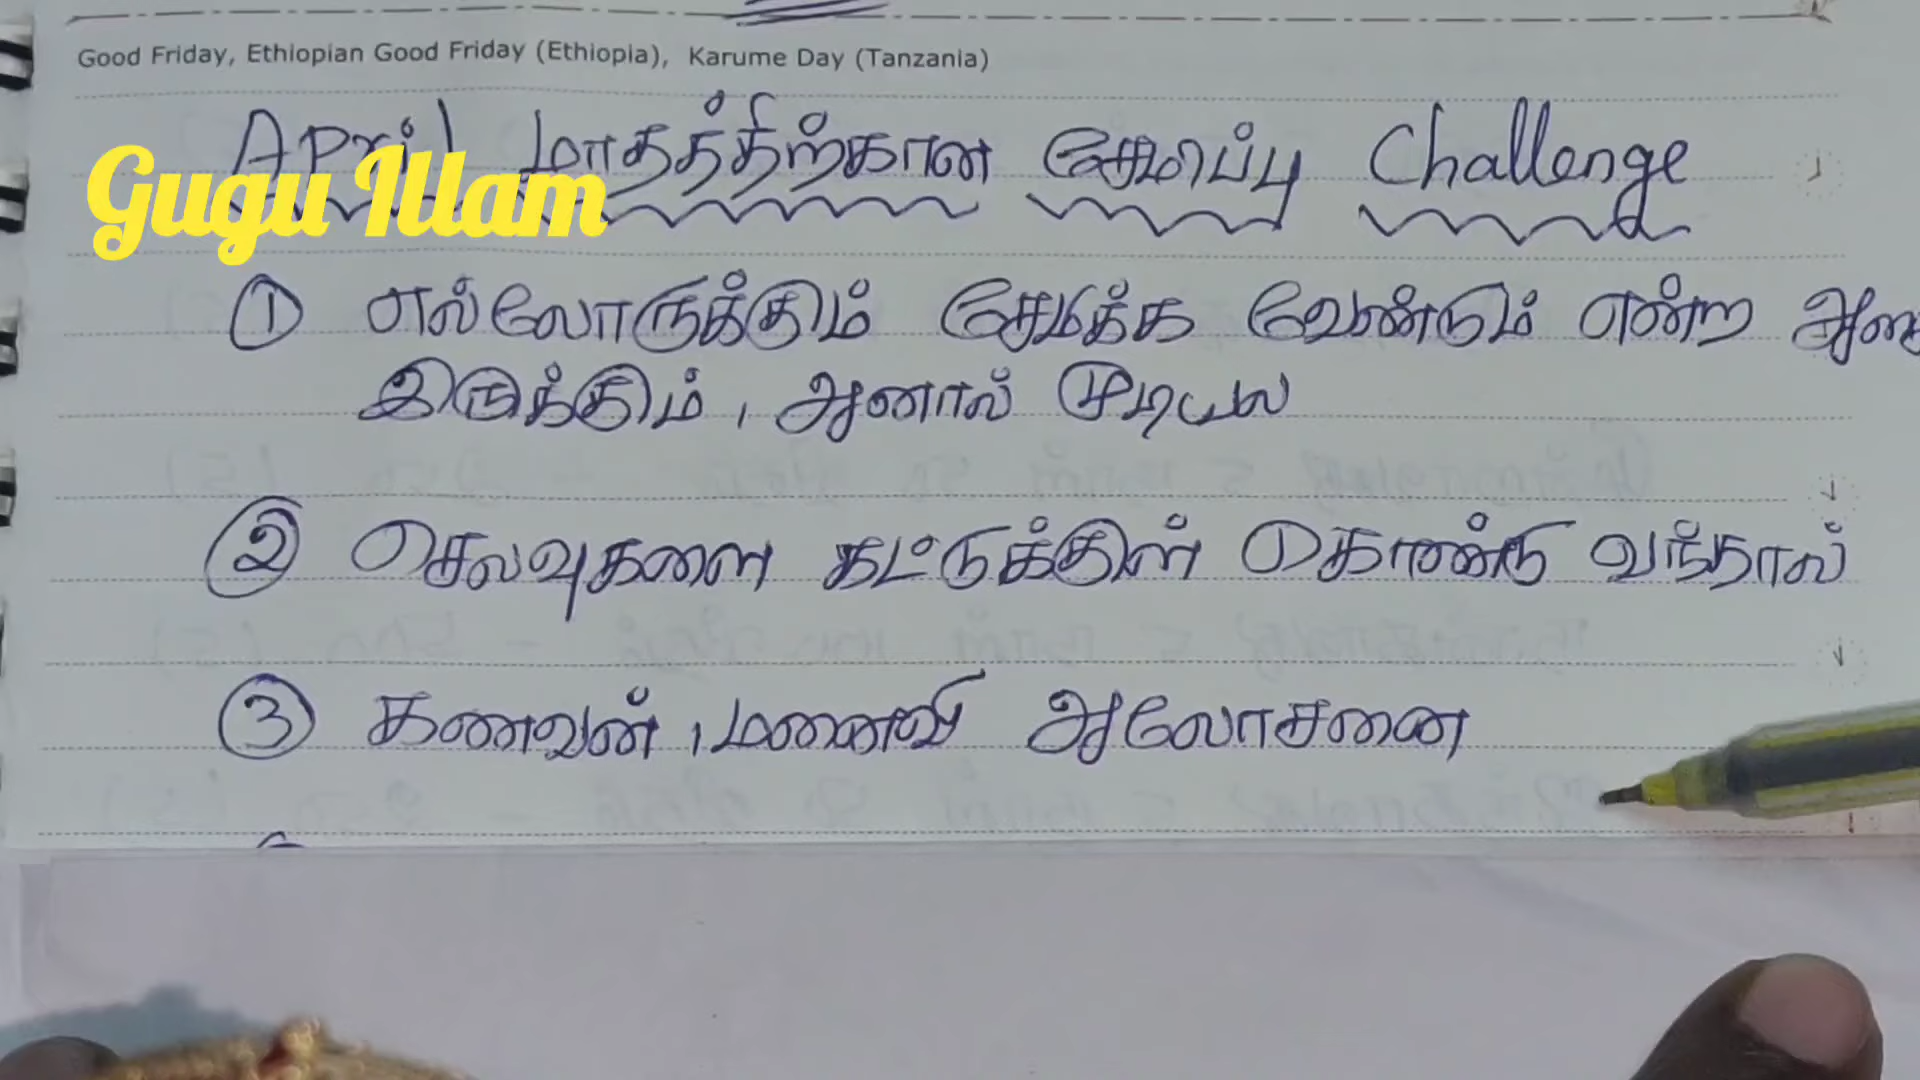 Good Friday, Ethiopian Good Friday (Ethiopia), Karume Day (Tanzania)
April மாதத்திற்கான சேமிப்பு Challenge
Gugu Illam
① எல்லோருக்கும் சேமிக்க வேண்டும் என்ற
இருக்கும், ஆனால் முடியல
② செலவுகளை கட்டுக்குள் கொண்டு வந்தால்
③ கணவன், மனைவி ஆலோசனை